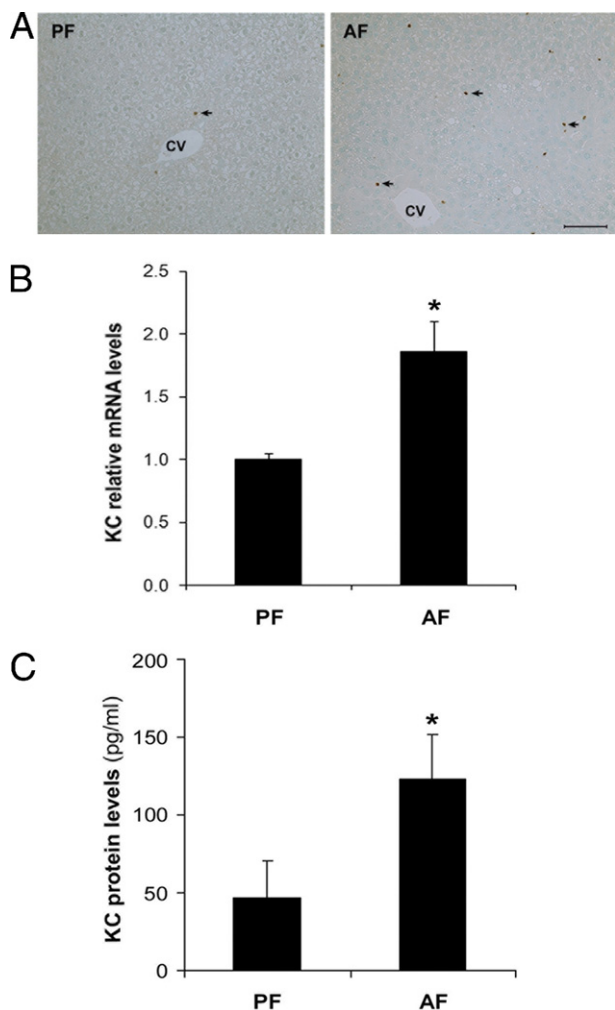 A
PF
CV
AF
CV
B
KC relative mRNA levels
2.5
2.0
1.5
1.0
0.5
0.0
*
PF
AF
C
KC protein levels (pg/ml)
200
150
100
50
0
*
PF
AF